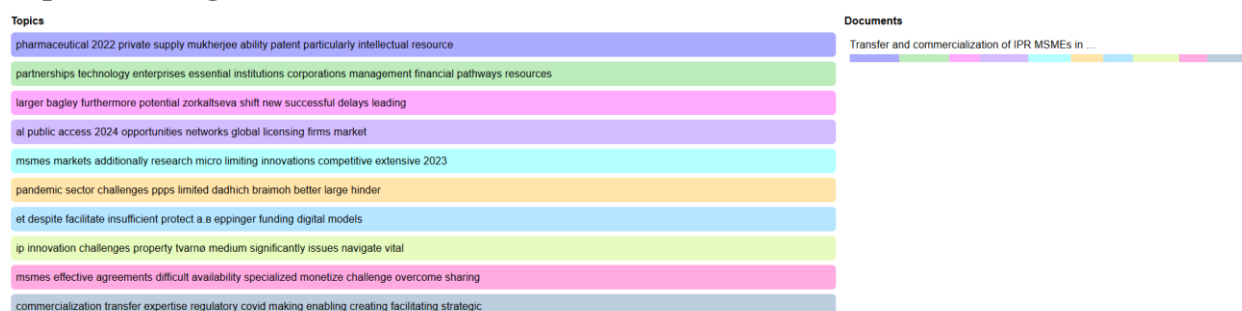 Topics
pharmaceutical 2022 private supply mukherjee ability patent particularly intellectual resource
partnerships technology enterprises essential institutions corporations management financial pathways resources
larger bagley furthermore potential zorkaltseva shift new successful delays leading
al public access 2024 opportunities networks global licensing firms market
msmes markets additionally research micro limiting innovations competitive extensive 2023
pandemic sector challenges ppps limited dadhich braimoh better large hinder
et despite facilitate insufficient protect а.в eppinger funding digital models
ip innovation challenges property tvarnø medium significantly issues navigate vital
msmes effective agreements difficult availability specialized monetize challenge overcome sharing
commercialization transfer expertise regulatory covid making enabling creating facilitating strategic
Documents
Transfer and commercialization of IPR MSMEs in ...